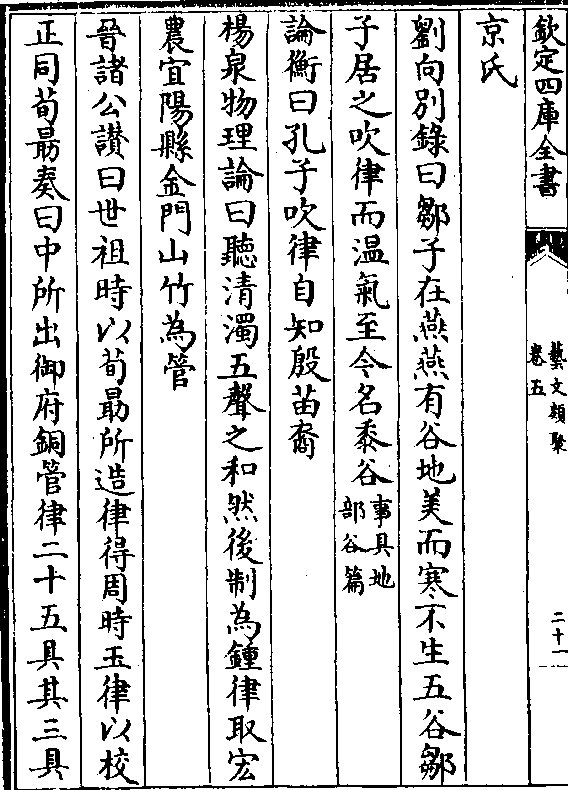 欽定四庫全書
藝文類聚
卷五
二十一
京氏
劉向別錄曰鄒子在燕燕有谷地美而寒不生五谷鄒
子居之吹律而温氣至今名黍谷事具地
部谷篇
論衡曰孔子吹律自知殷苗裔
楊泉物理論曰聽清濁五聲之和然後制為鍾律取宏
農宜陽縣金門山竹為管
晉諸公讃曰世祖時以荀勗所造律得周時玉律以校
正同荀勗奏曰中所出御府銅管律二十五具其三具